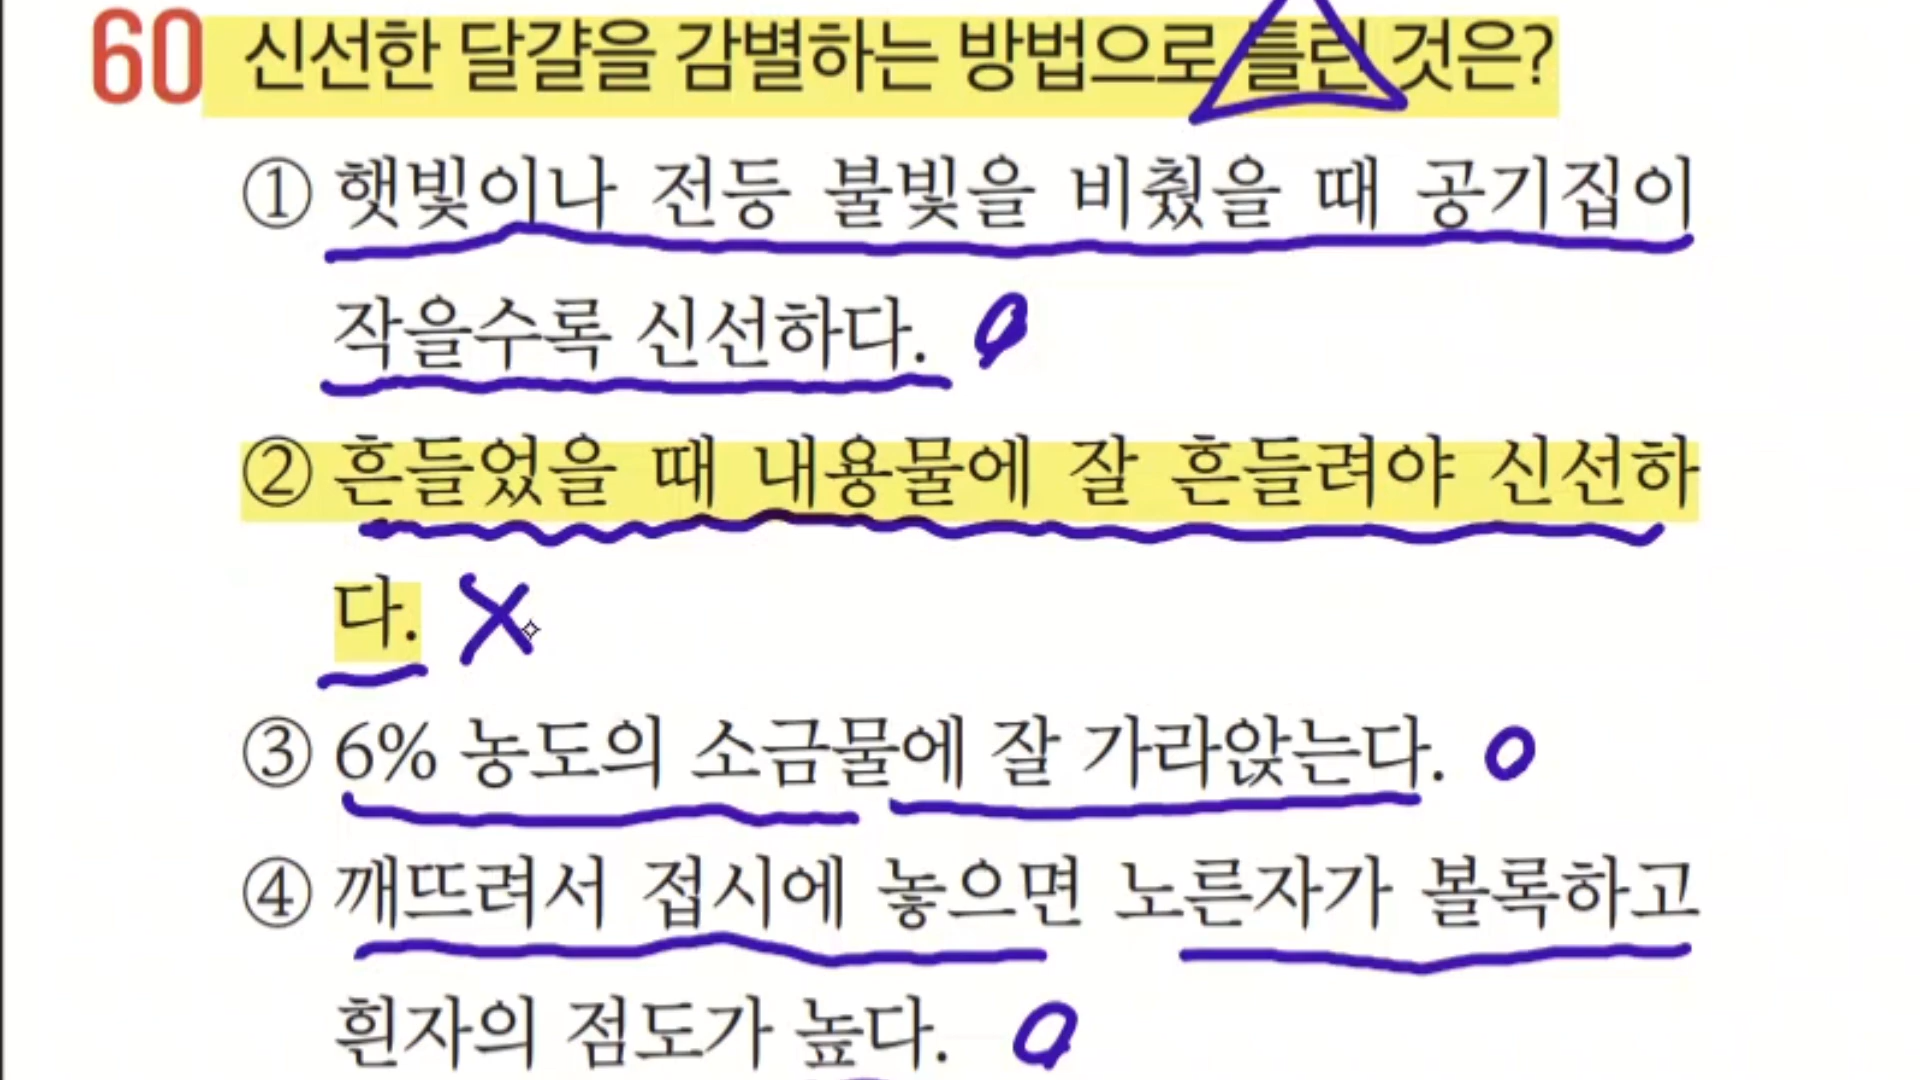 60 신선한 달걀을 감별하는 방법으로 틀린 것은?
① 햇빛이나 전등 불빛을 비췄을 때 공기집이
작을수록 신선하다. O
② 흔들었을 때 내용물에 잘 흔들려야 신선하
다. X
③ 6% 농도의 소금물에 잘 가라앉는다. O
④ 깨뜨려서 접시에 놓으면 노른자가 볼록하고
흰자의 점도가 높다. O